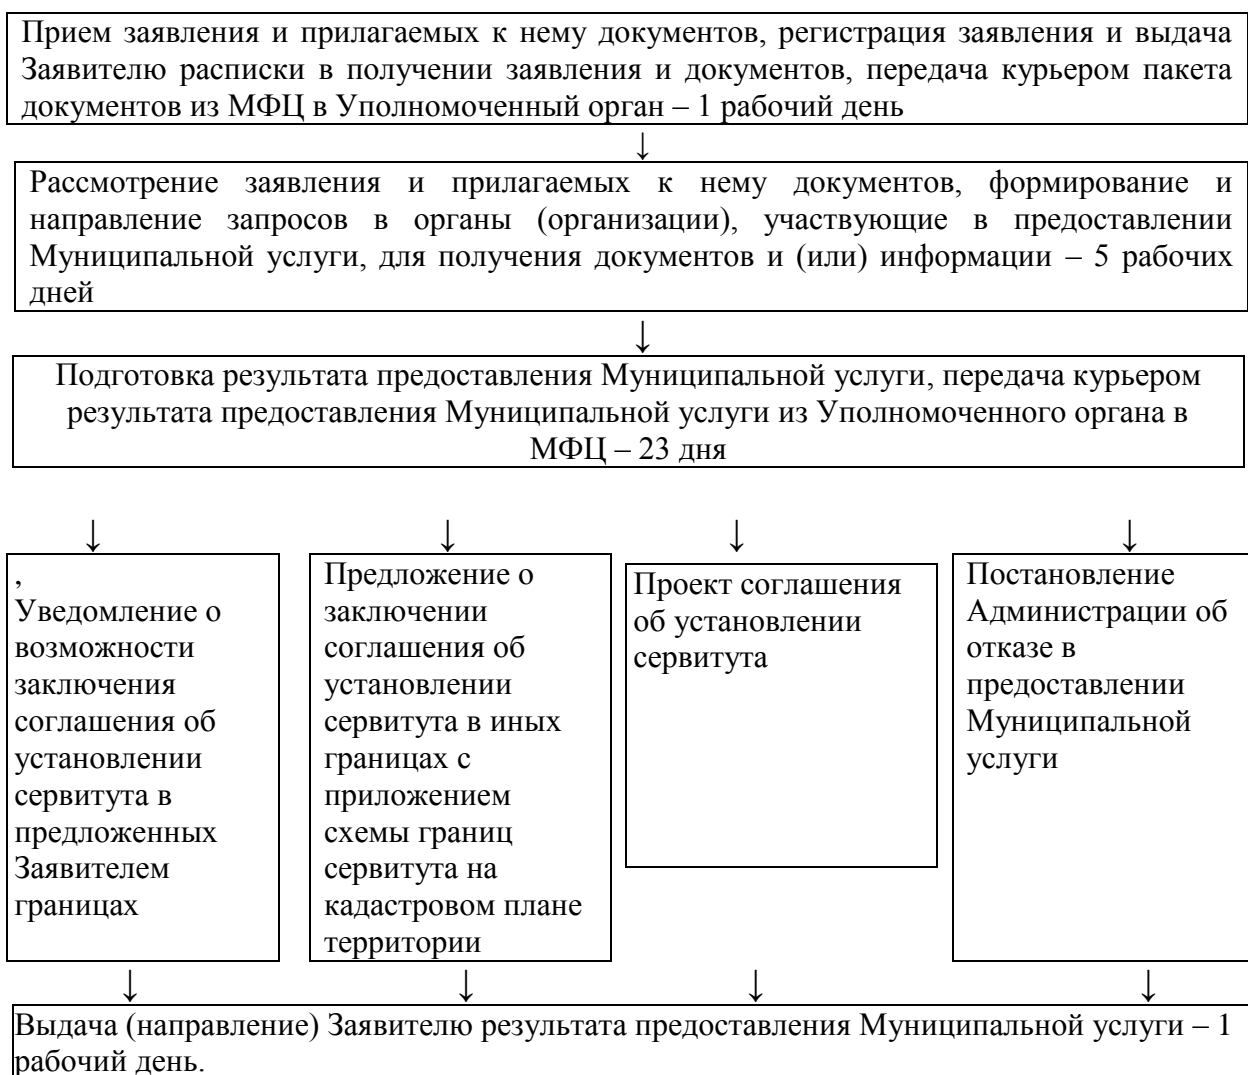 Прием заявления и прилагаемых к нему документов, регистрация заявления и выдача
Заявителю расписки в получении заявления и документов, передача курьером пакета
документов из МФЦ в Уполномоченный орган – 1 рабочий день
↓
Рассмотрение заявления и прилагаемых к нему документов, формирование и
направление запросов в органы (организации), участвующие в предоставлении
Муниципальной услуги, для получения документов и (или) информации – 5 рабочих
дней
↓
Подготовка результата предоставления Муниципальной услуги, передача курьером
результата предоставления Муниципальной услуги из Уполномоченного органа в
МФЦ – 23 дня
↓ ↓ ↓ ↓
,
Уведомление о
возможности
заключения
соглашения об
установлении
сервитута в
предложенных
Заявителем
границах
Предложение о
заключении
соглашения об
установлении
сервитута в иных
границах с
приложением
схемы границ
сервитута на
кадастровом плане
территории
Проект соглашения
об установлении
сервитута
Постановление
Администрации об
отказе в
предоставлении
Муниципальной
услуги
↓ ↓ ↓ ↓
Выдача (направление) Заявителю результата предоставления Муниципальной услуги – 1
рабочий день.